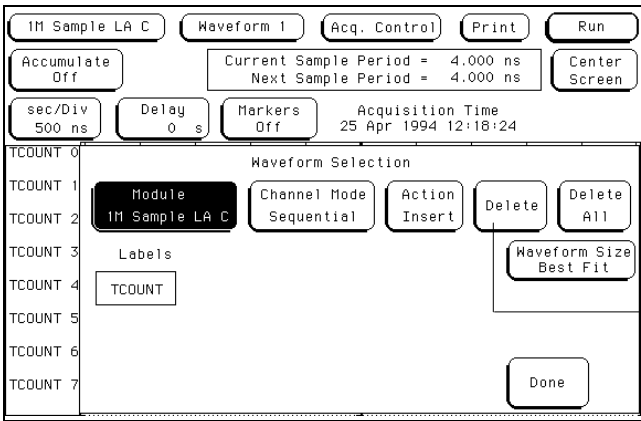 1M Sample LA C Waveform 1 Acq. Control Print Run
Accumulate
Off
Current Sample Period = 4.000 ns
Next Sample Period = 4.000 ns
Center
Screen
sec/Div
500 ns
Delay
0 s
Markers
Off
Acquisition Time
25 Apr 1994 12:18:24
TCOUNT 0
TCOUNT 1
TCOUNT 2
TCOUNT 3
TCOUNT 4
TCOUNT 5
TCOUNT 6
TCOUNT 7
Waveform Selection
Module
1M Sample LA C
Channel Mode
Sequential
Action
Insert
Delete
Delete
All
Labels
TCOUNT
Waveform Size
Best Fit
Done